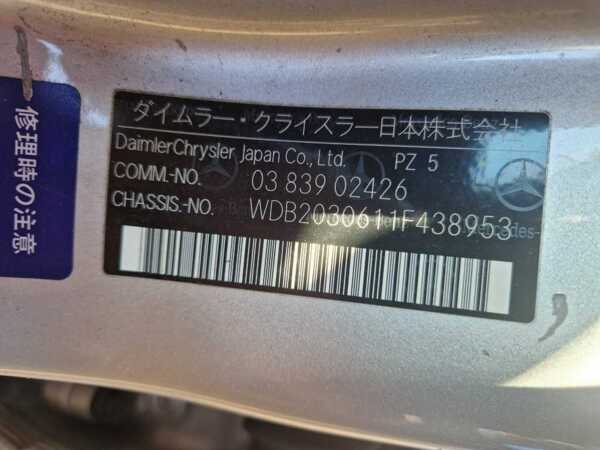 修理時の注意
ダイムラー・クライスラー日本株式会社
DaimlerChrysler Japan Co., Ltd. PZ 5
COMM.-NO. 03 839 02426
CHASSIS.-NO. WDB2030611F438953
Mercedes-